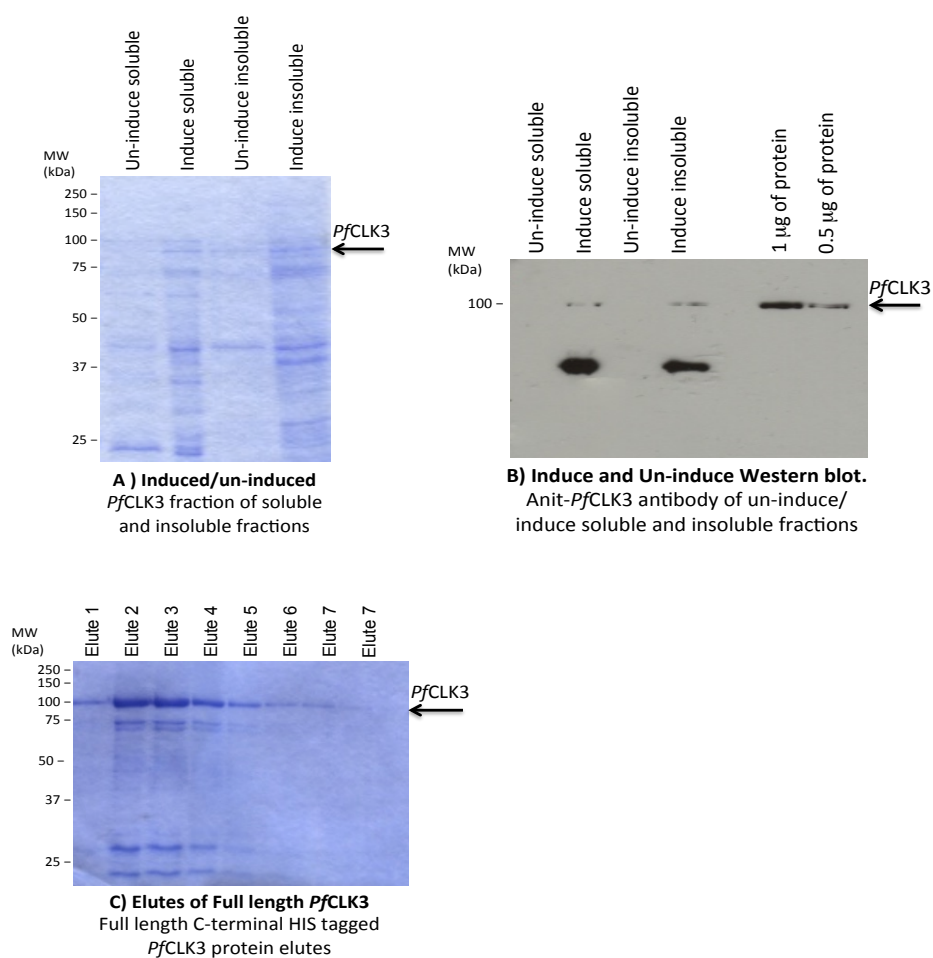 Un-induce soluble
Induce soluble
Un-induce insoluble
Induce insoluble
MW
(kDa)
250 –
150 –
100 –
75 –
50 –
37 –
25 –
PfCLK3
A ) Induced/un-induced
PfCLK3 fraction of soluble
and insoluble fractions
Un-induce soluble
Induce soluble
Un-induce insoluble
Induce insoluble
1 µg of protein
0.5 µg of protein
MW
(kDa)
100 –
PfCLK3
B) Induce and Un-induce Western blot.
Anit-PfCLK3 antibody of un-induce/
induce soluble and insoluble fractions
Elute 1
Elute 2
Elute 3
Elute 4
Elute 5
Elute 6
Elute 7
Elute 7
MW
(kDa)
250 –
150 –
100 –
75 –
50 –
37 –
25 –
PfCLK3
C) Elutes of Full length PfCLK3
Full length C-terminal HIS tagged
PfCLK3 protein elutes